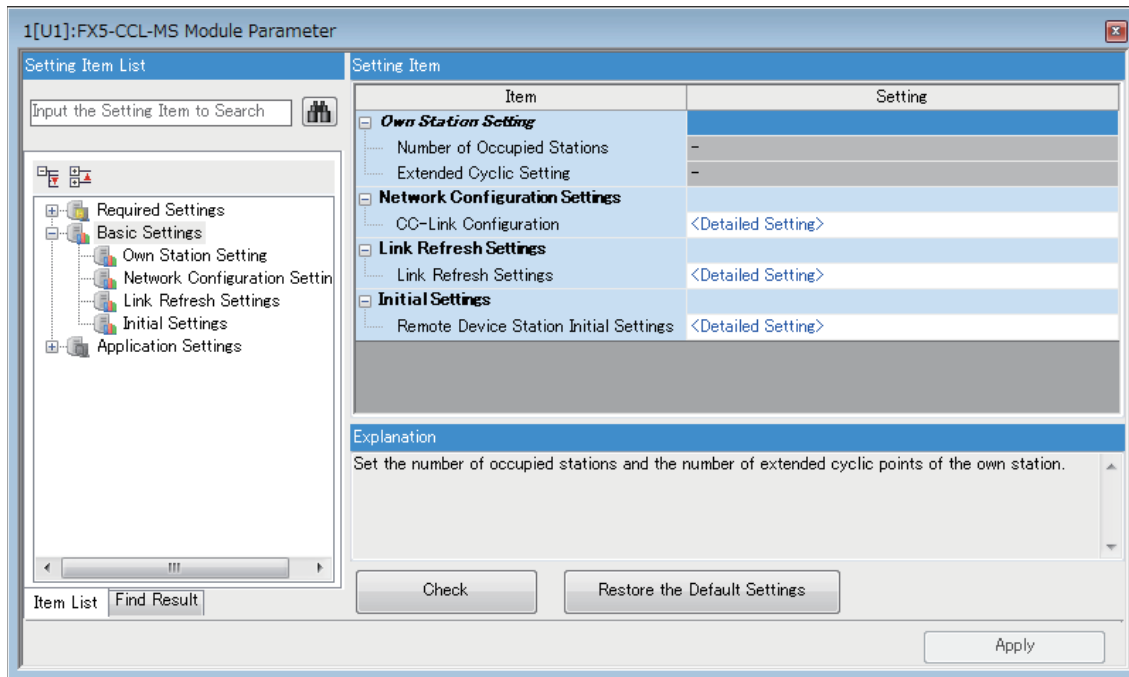 1[U1]:FX5-CCL-MS Module Parameter
Setting Item List
Input the Setting Item to Search
Required Settings
Basic Settings
Own Station Setting
Network Configuration Settin
Link Refresh Settings
Initial Settings
Application Settings
Item List
Find Result
Setting Item
Item Setting
Own Station Setting
Number of Occupied Stations -
Extended Cyclic Setting -
Network Configuration Settings
CC-Link Configuration <Detailed Setting>
Link Refresh Settings
Link Refresh Settings <Detailed Setting>
Initial Settings
Remote Device Station Initial Settings <Detailed Setting>
Explanation
Set the number of occupied stations and the number of extended cyclic points of the own station.
Check
Restore the Default Settings
Apply